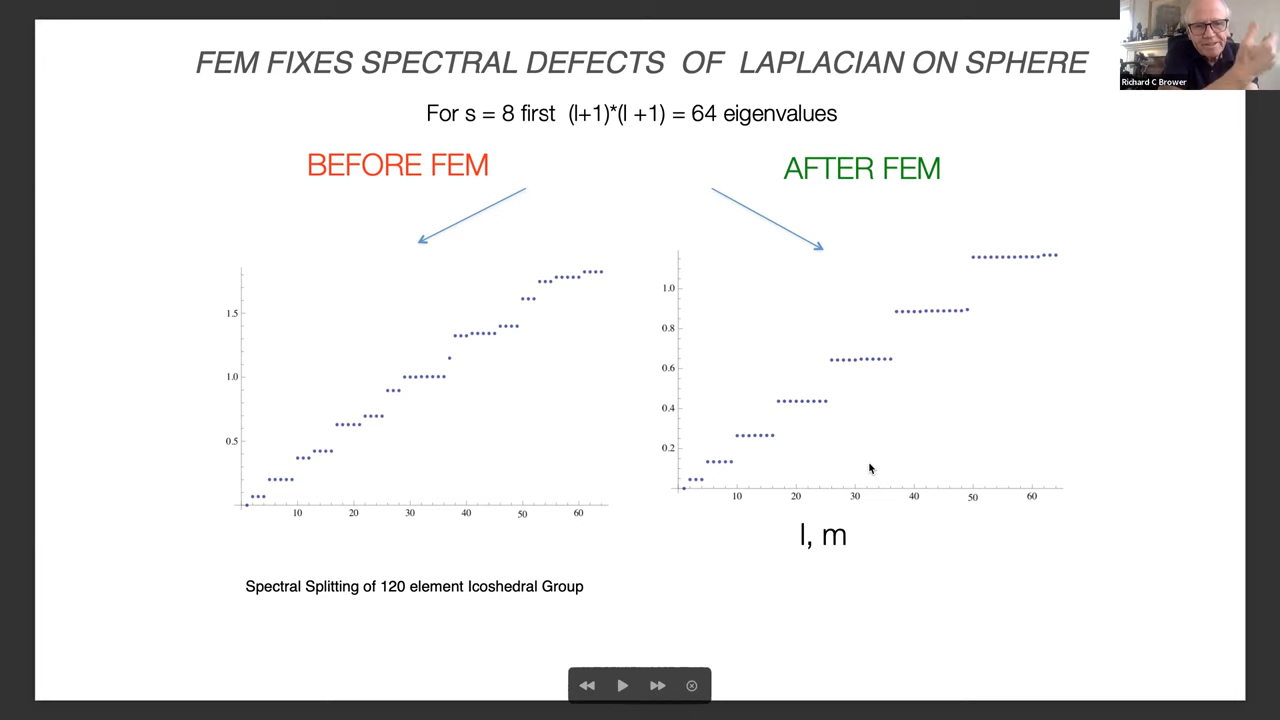 FEM FIXES SPECTRAL DEFECTS OF LAPLACIAN ON SPHERE
Richard C Brower
For s = 8 first (l+1)*(l +1) = 64 eigenvalues
BEFORE FEM
AFTER FEM
1.5
1.0
0.5
10 20 30 40 50 60
1.0
0.8
0.6
0.4
0.2
10 20 30 40 50 60
l, m
Spectral Splitting of 120 element Icoshedral Group